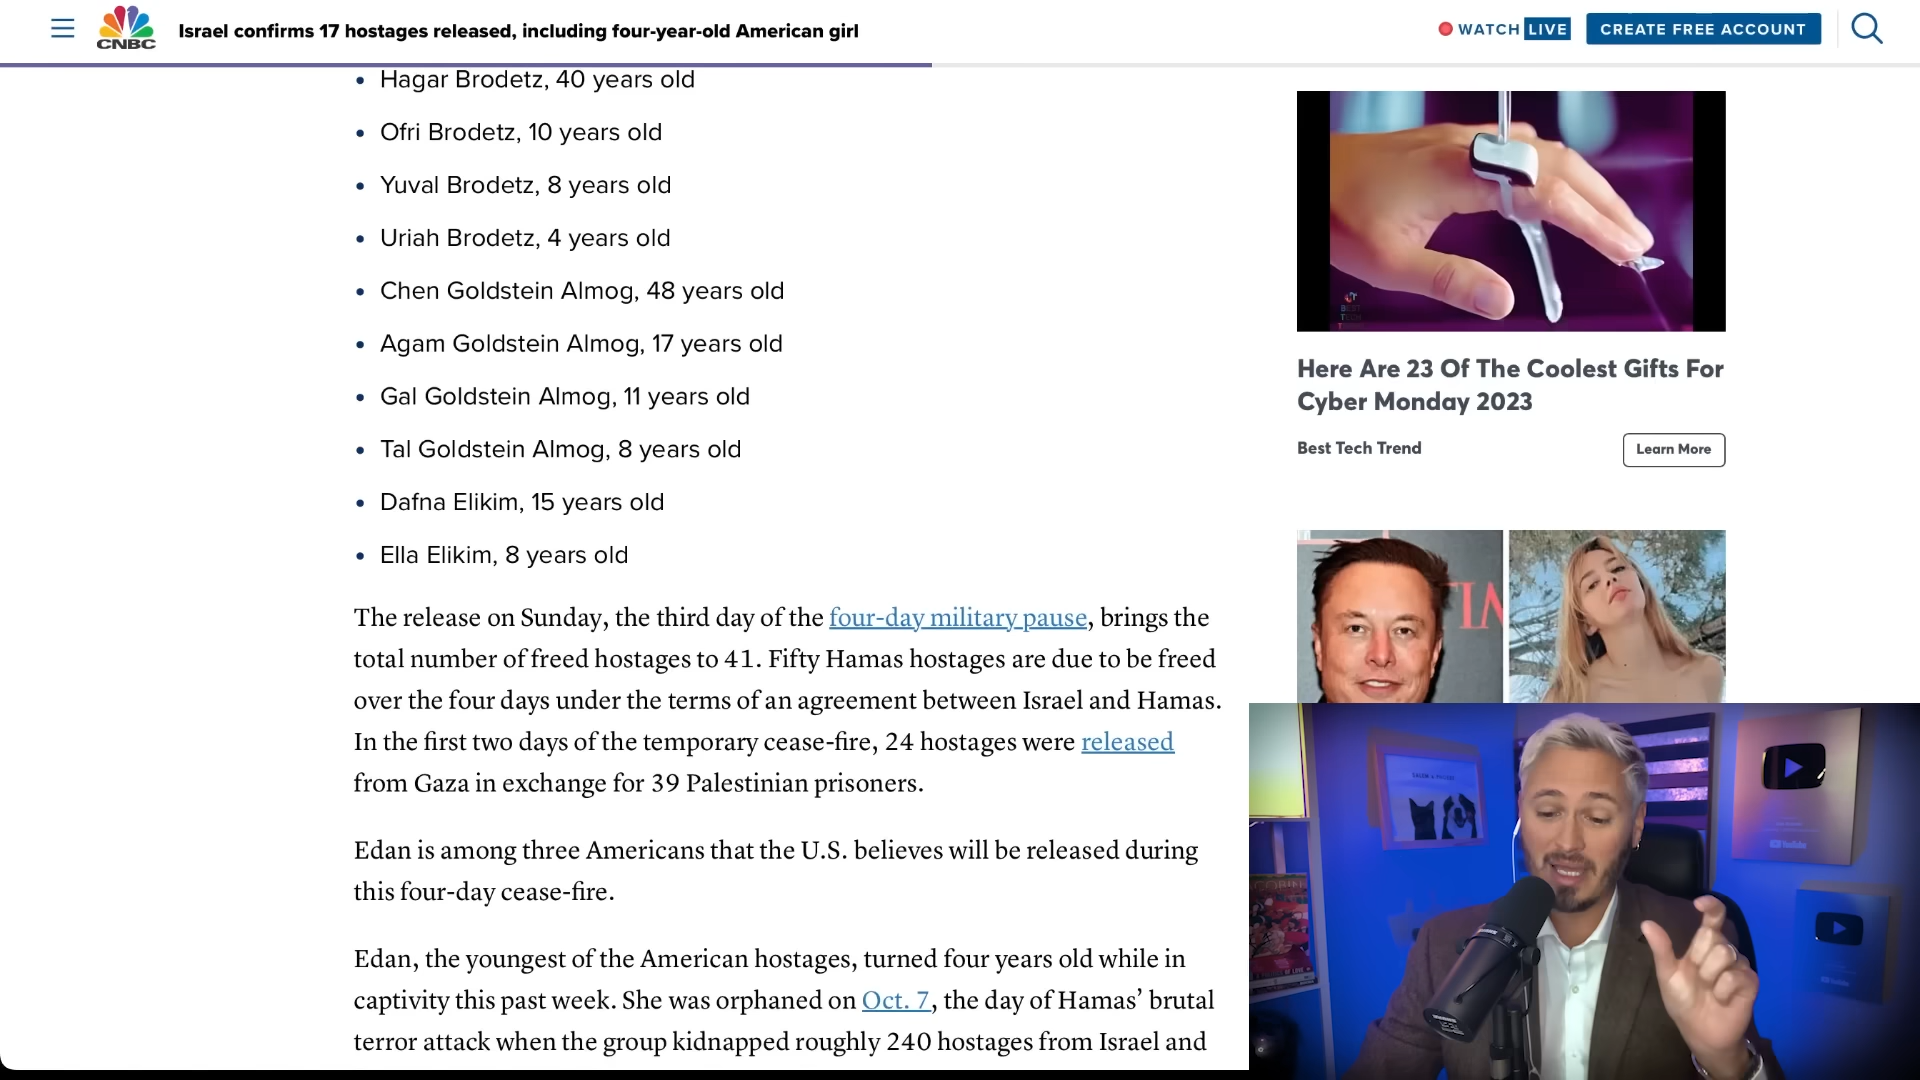 CNBC
Israel confirms 17 hostages released, including four-year-old American girl
WATCH LIVE
CREATE FREE ACCOUNT
Hagar Brodetz, 40 years old
Ofri Brodetz, 10 years old
Yuval Brodetz, 8 years old
Uriah Brodetz, 4 years old
Chen Goldstein Almog, 48 years old
Agam Goldstein Almog, 17 years old
Gal Goldstein Almog, 11 years old
Tal Goldstein Almog, 8 years old
Dafna Elikim, 15 years old
Ella Elikim, 8 years old
The release on Sunday, the third day of the four-day military pause, brings the
total number of freed hostages to 41. Fifty Hamas hostages are due to be freed
over the four days under the terms of an agreement between Israel and Hamas.
In the first two days of the temporary cease-fire, 24 hostages were released
from Gaza in exchange for 39 Palestinian prisoners.
Edan is among three Americans that the U.S. believes will be released during
this four-day cease-fire.
Edan, the youngest of the American hostages, turned four years old while in
captivity this past week. She was orphaned on Oct. 7, the day of Hamas’ brutal
terror attack when the group kidnapped roughly 240 hostages from Israel and
BEST
TECH
Here Are 23 Of The Coolest Gifts For
Cyber Monday 2023
Best Tech Trend
Learn More
TIM
YouTube